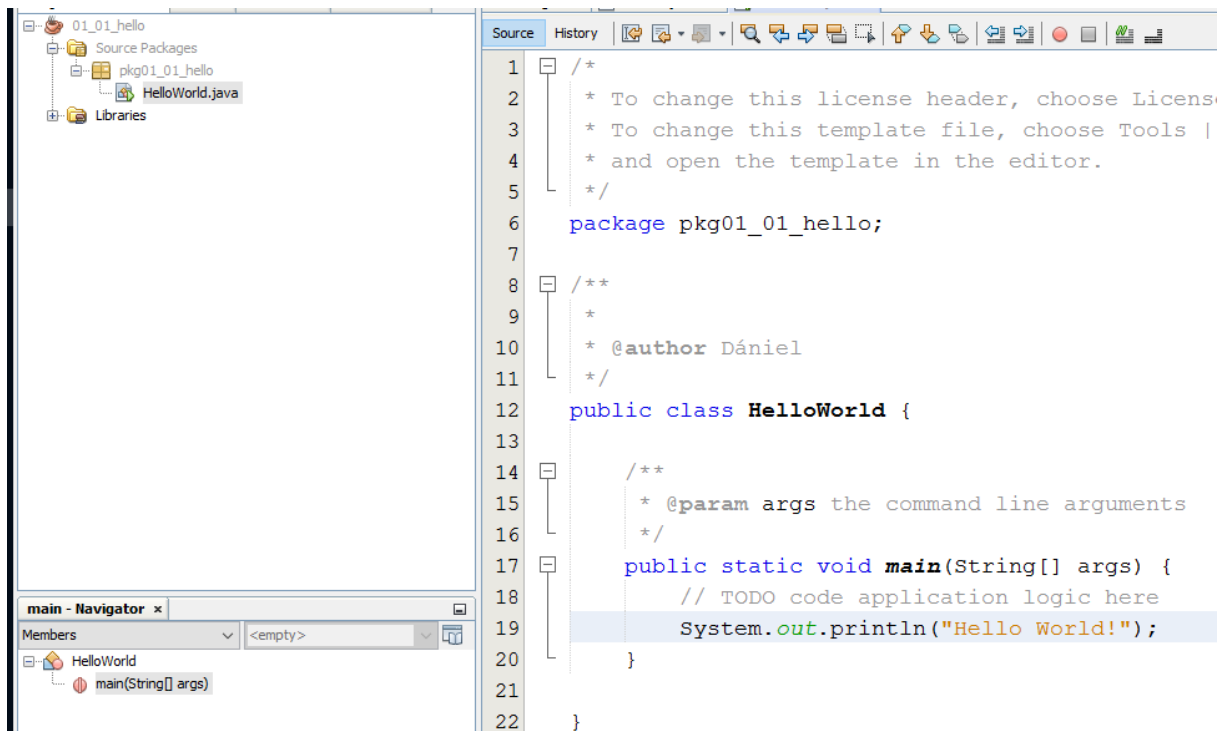 01_01_hello
Source Packages
pkg01_01_hello
HelloWorld.java
Libraries
main - Navigator ×
Members
<empty>
HelloWorld
main(String[] args)
Source History
1 /*
2 * To change this license header, choose Licens
3 * To change this template file, choose Tools |
4 * and open the template in the editor.
5 */
6 package pkg01_01_hello;
7
8 /**
9 *
10 * @author Dániel
11 */
12 public class HelloWorld {
13
14 /**
15 * @param args the command line arguments
16 */
17 public static void main(String[] args) {
18 // TODO code application logic here
19 System.out.println("Hello World!");
20 }
21
22 }